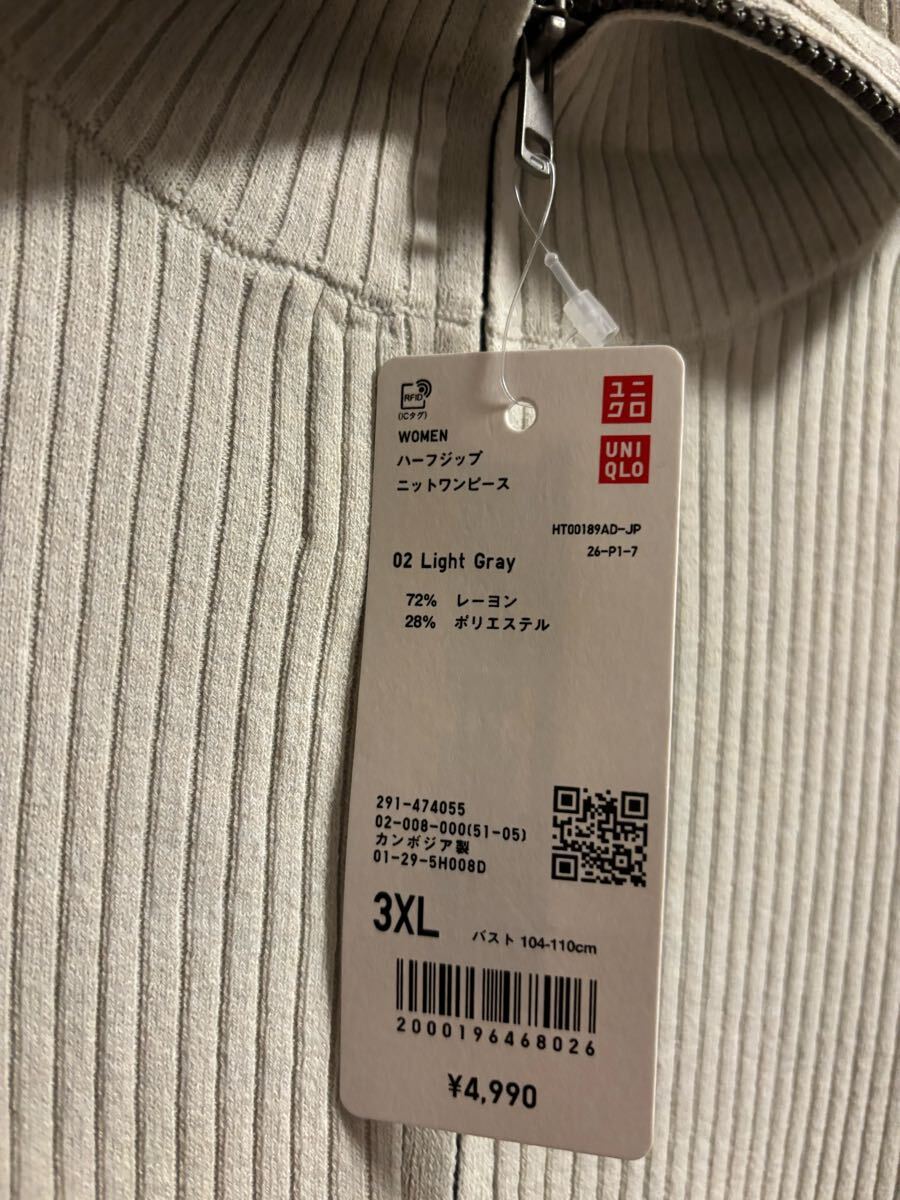 RFID
(ICタグ)
ユニ
クロ
UNI
QLO
WOMEN
ハーフジップ
ニットワンピース
HT00189AD-JP
26-P1-7
02 Light Gray
72% レーヨン
28% ポリエステル
291-474055
02-008-000(51-05)
カンボジア製
01-29-5H008D
3XL バスト 104-110cm
2000196468026
¥4,990